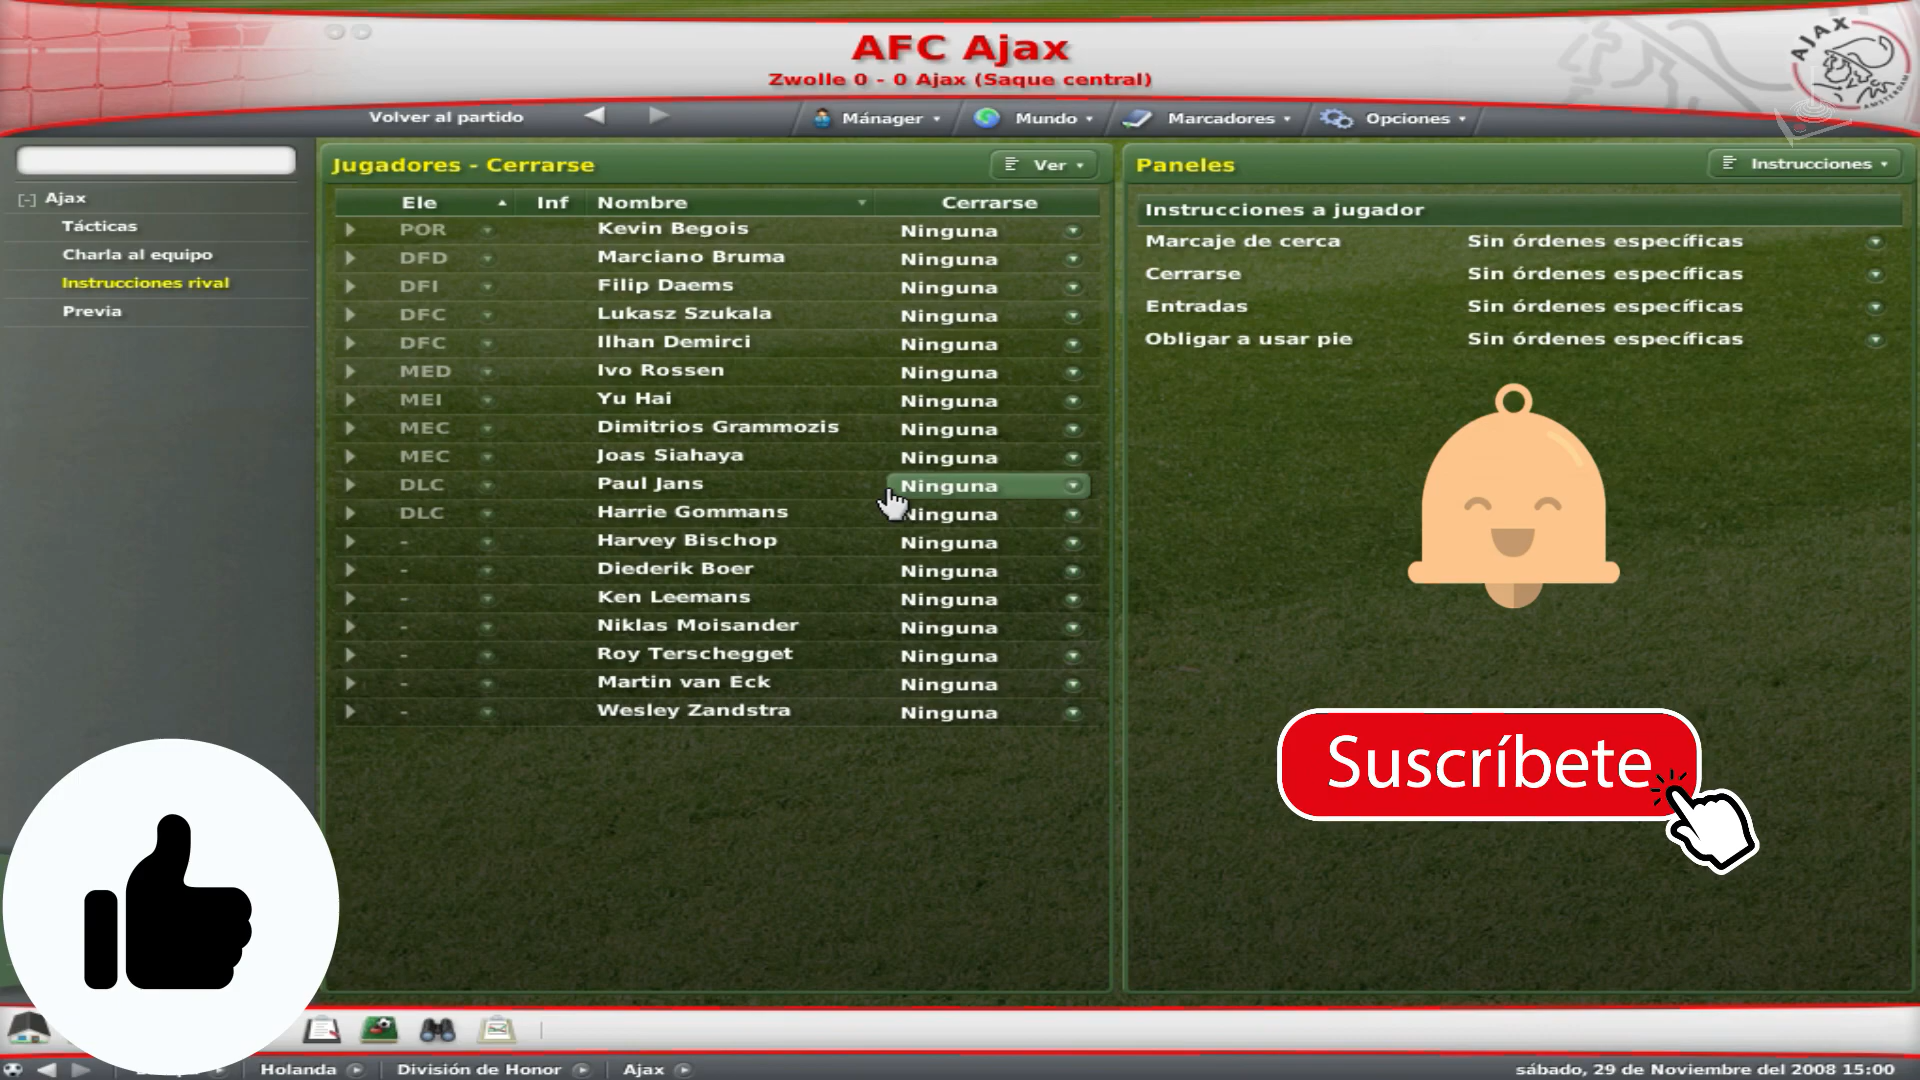 AFC Ajax
Zwolle 0 - 0 Ajax (Saque central)
AJAX
AMSTERDAM
Volver al partido
Mánager
Mundo
Marcadores
Opciones
[-] Ajax
Tácticas
Charla al equipo
Instrucciones rival
Previa
Jugadores - Cerrarse
Ver
Ele Inf Nombre Cerrarse
POR Kevin Begois Ninguna
DFD Marciano Bruma Ninguna
DFI Filip Daems Ninguna
DFC Lukasz Szukala Ninguna
DFC Ilhan Demirci Ninguna
MED Ivo Rossen Ninguna
MEI Yu Hai Ninguna
MEC Dimitrios Grammozis Ninguna
MEC Joas Siahaya Ninguna
DLC Paul Jans Ninguna
DLC Harrie Gommans Ninguna
- Harvey Bischop Ninguna
- Diederik Boer Ninguna
- Ken Leemans Ninguna
- Niklas Moisander Ninguna
- Roy Terschegget Ninguna
- Martin van Eck Ninguna
- Wesley Zandstra Ninguna
Paneles
Instrucciones
Instrucciones a jugador
Marcaje de cerca Sin órdenes específicas
Cerrarse Sin órdenes específicas
Entradas Sin órdenes específicas
Obligar a usar pie Sin órdenes específicas
Suscríbete
Holanda
División de Honor
Ajax
sábado, 29 de Noviembre del 2008 15:00